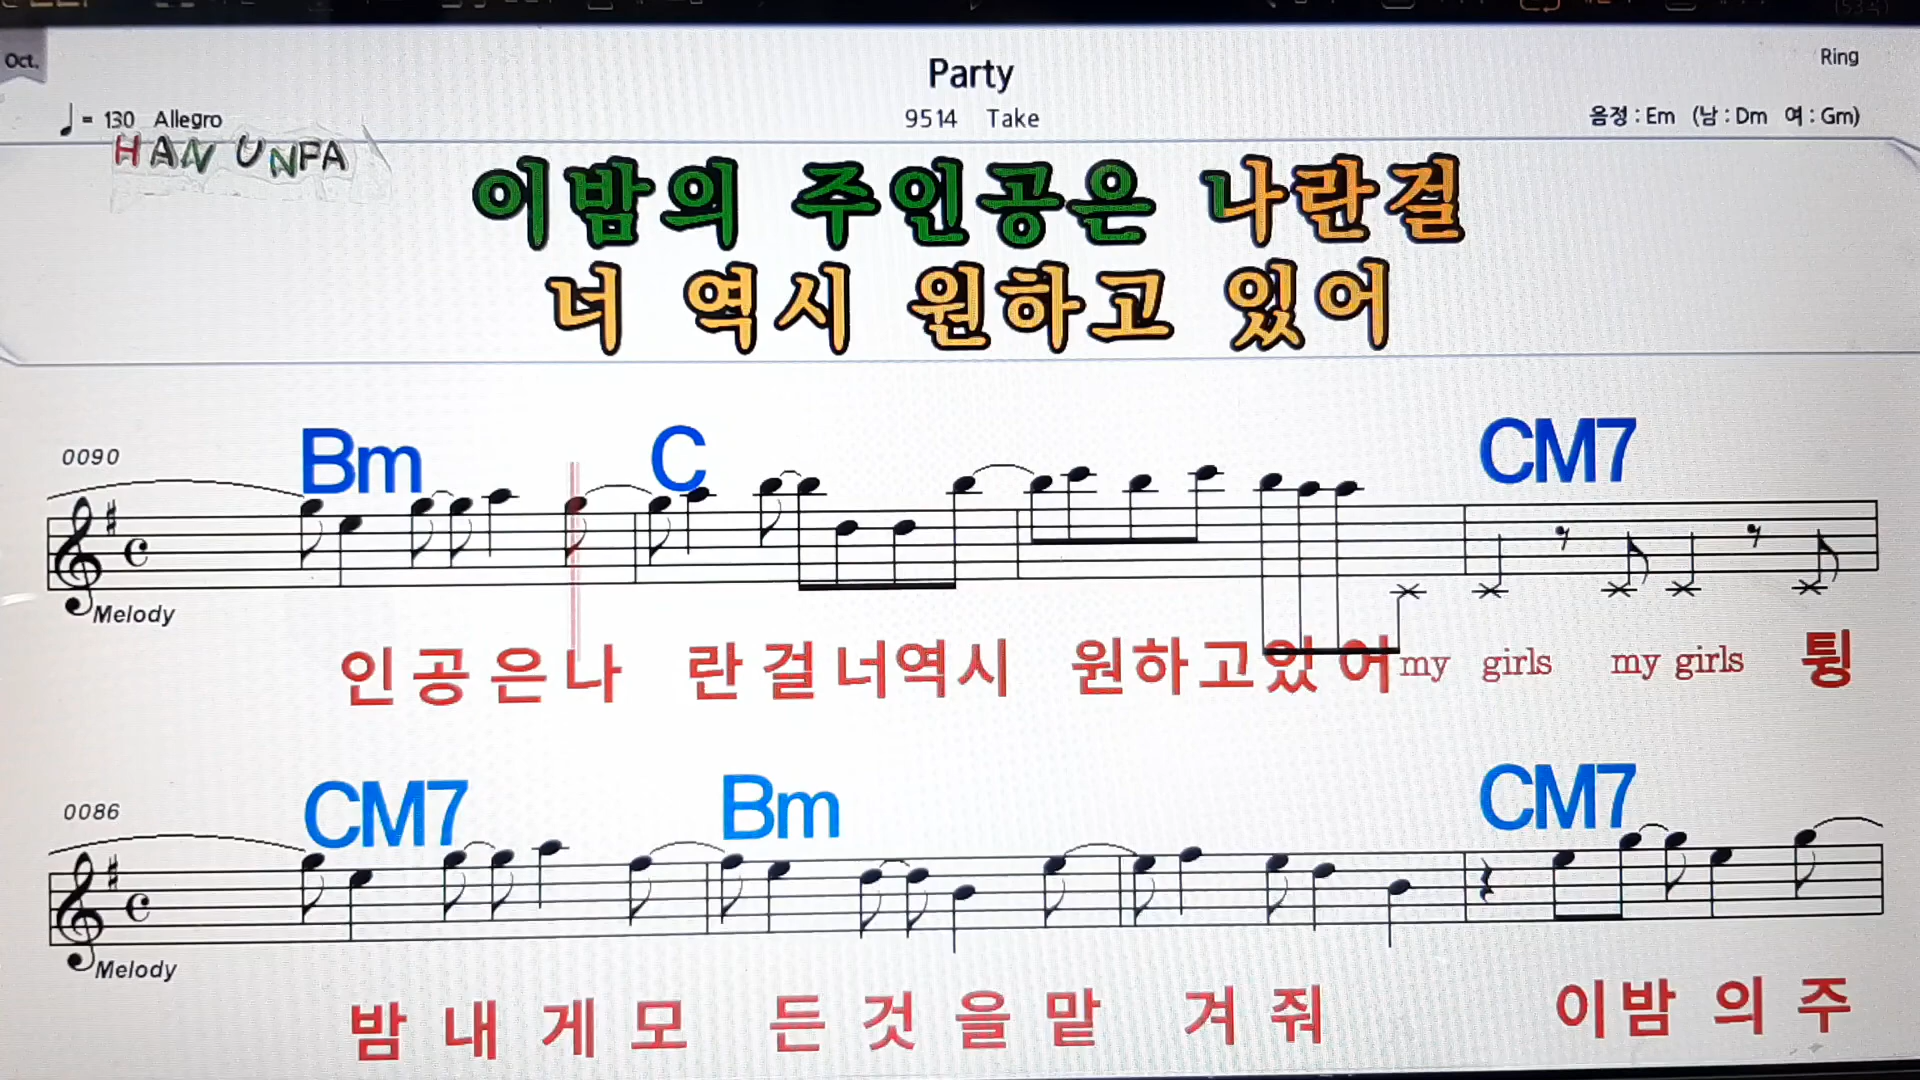 Oct.
Party
Ring
= 130 Allegro
9514 Take
음정 : Em (남 : Dm 여 : Gm)
HAN UNPA
이밤의 주인공은 나란걸
너 역시 원하고 있어
Bm C CM7
0090
Melody
인 공 은 나 란 걸 너역시 원하고있 어my girls my girls 튕
CM7 Bm CM7
0086
Melody
밤 내 게 모 든 것 을 맡 겨 줘 이밤 의 주